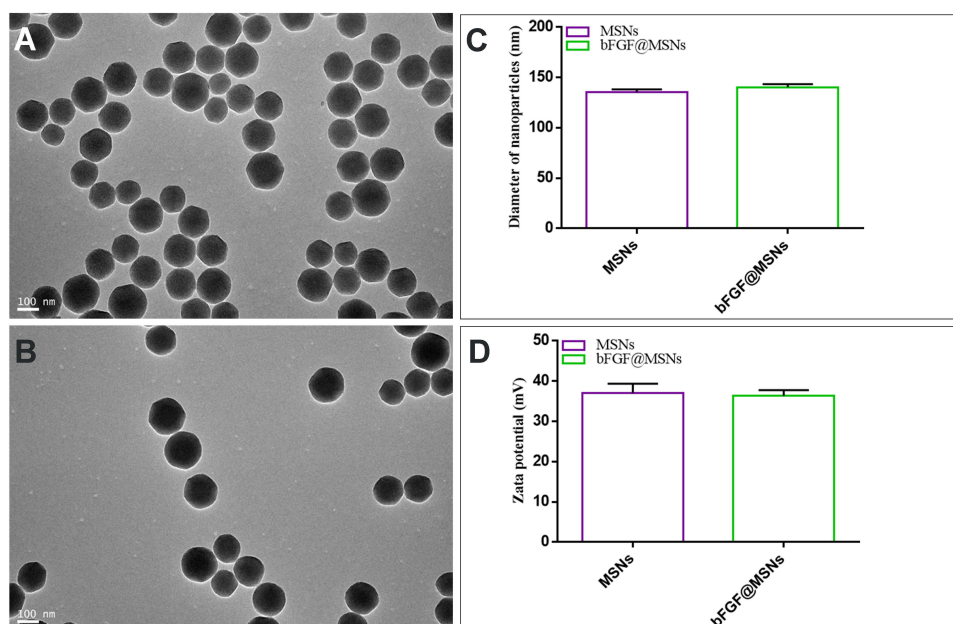 A
100 nm
B
100 nm
C
MSNs
bFGF@MSNs
Diameter of nanoparticles (nm)
200
150
100
50
0
MSNs
bFGF@MSNs
D
MSNs
bFGF@MSNs
Zata potential (mV)
50
40
30
20
10
0
MSNs
bFGF@MSNs